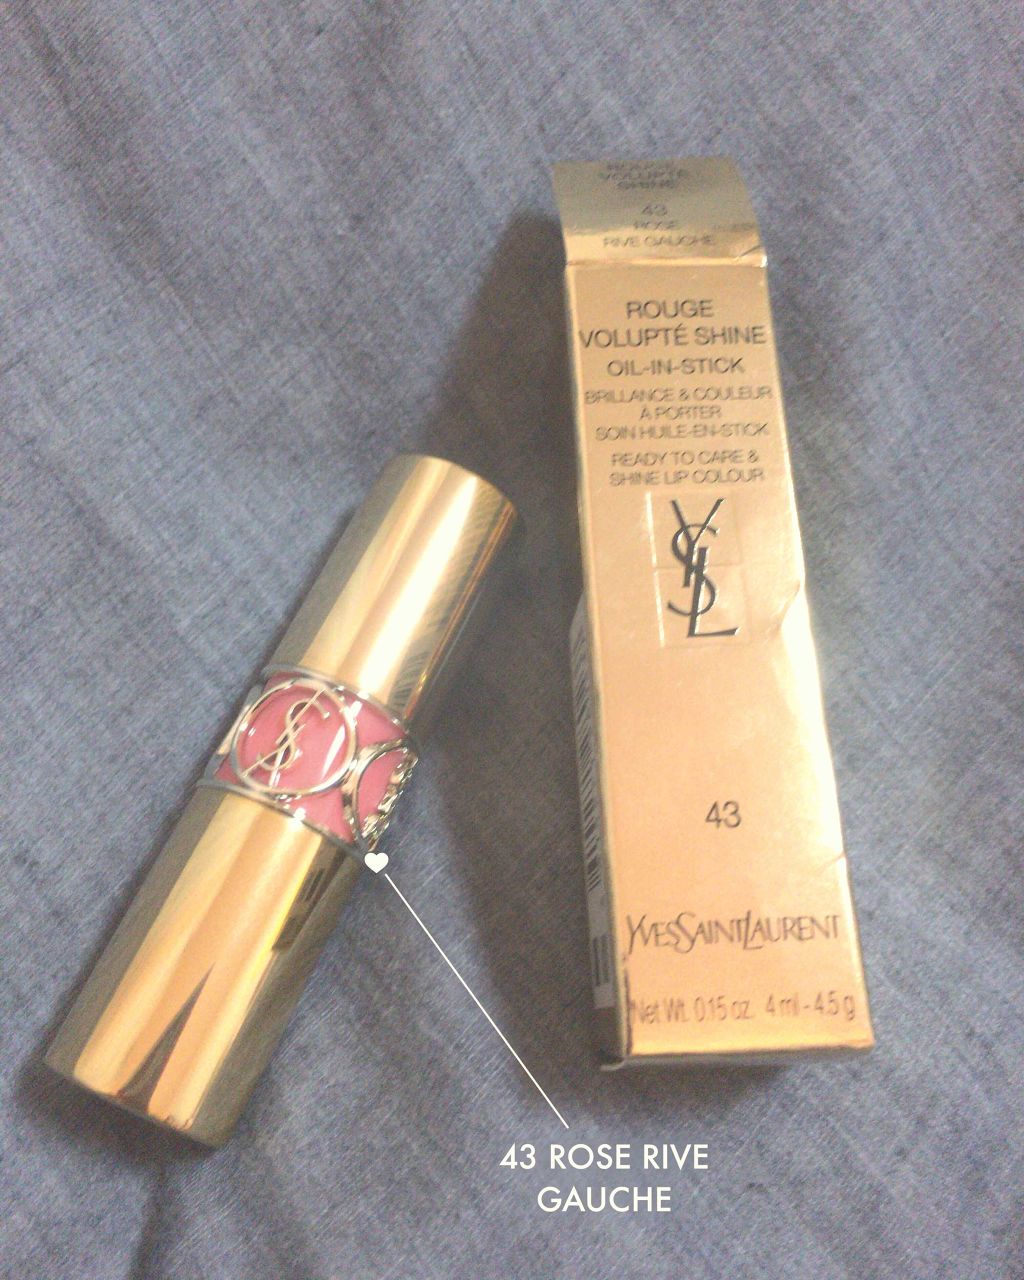 ROUGE
VOLUPTÉ
SHINE
43
ROSE
RIVE GAUCHE
ROUGE
VOLUPTÉ SHINE
OIL-IN-STICK
BRILLANCE & COULEUR
À PORTER
SOIN HUILE-EN-STICK
READY TO CARE &
SHINE LIP COLOUR
YSL
YSL
43
YVESSAINTLAURENT
Net Wt. 0.15 oz. 4 ml - 4.5 g
43 ROSE RIVE
GAUCHE